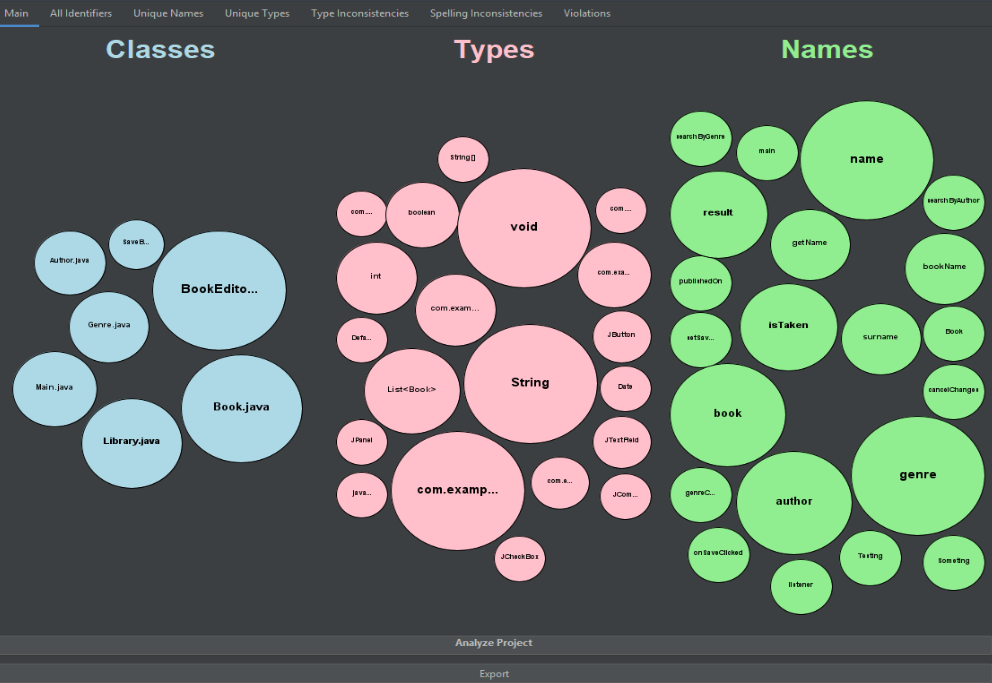 Main All Identifiers Unique Names Unique Types Type Inconsistencies Spelling Inconsistencies Violations
Classes
Author.java
SaveB...
BookEdito...
Genre.java
Main.java
Library.java
Book.java
Types
String[]
com....
boolean
void
com....
int
com.exam...
com.exa...
Date...
JButton
List<Book>
String
Date
JPanel
com.examp...
com.e...
JTextField
java...
JCom...
JCheckBox
Names
searchByGenre
main
name
result
getName
searchByAuthor
bookName
publishedOn
isTaken
surname
Book
setSav...
cancelChanges
book
genre
genreC...
author
onSaveClicked
listener
Testing
Someting
Analyze Project
Export